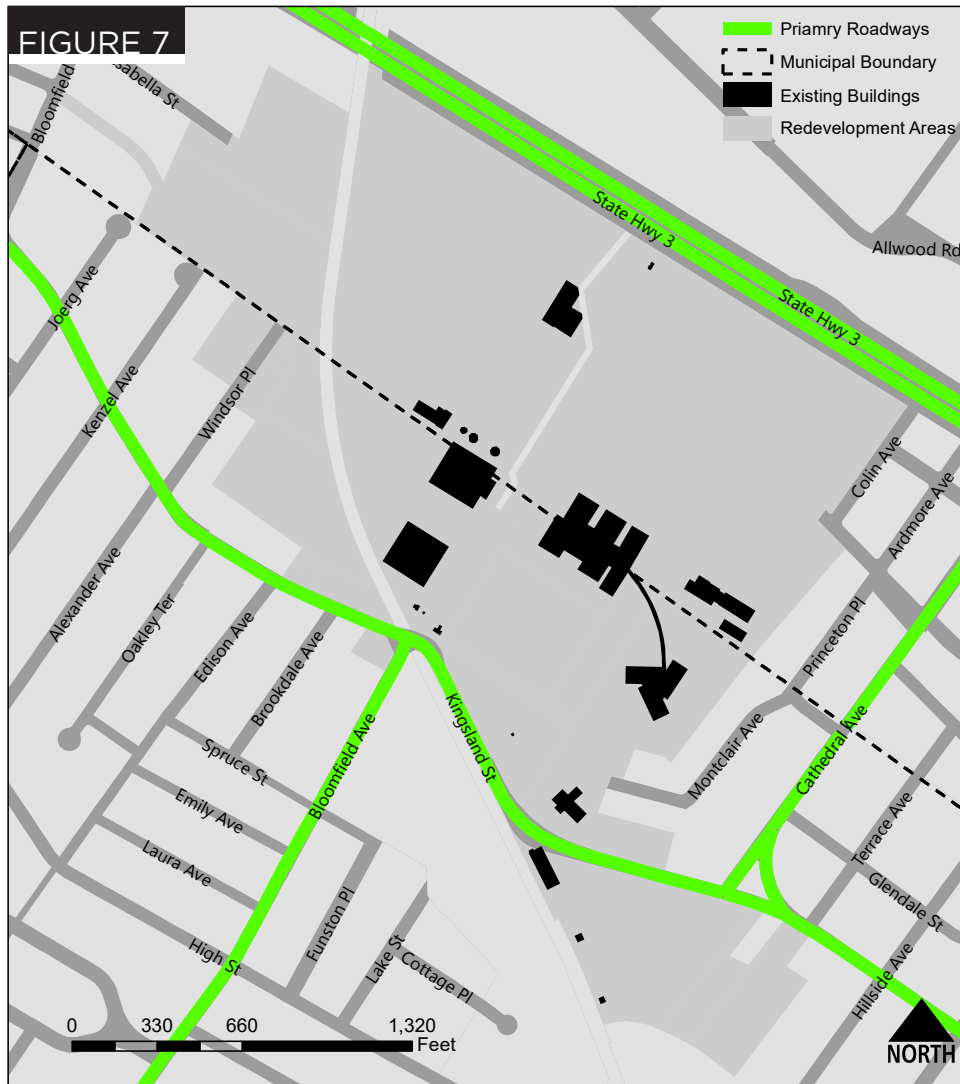 FIGURE 7
Priamry Roadways
Municipal Boundary
Existing Buildings
Redevelopment Areas
Bloomfield
Isabella St
State Hwy 3
Allwood Rd
State Hwy 3
Joerg Ave
Kenzel Ave
Windsor Pl
Colin Ave
Ardmore Ave
Alexander Ave
Oakley Ter
Edison Ave
Brookdale Ave
Princeton Pl
Kingsland St
Montclair Ave
Cathedral Ave
Bloomfield Ave
Spruce St
Emily Ave
Laura Ave
Terrace Ave
Glendale St
Funston Pl
High St
Lake St
Cottage Pl
Hillside Ave
0 330 660 1,320
Feet
NORTH